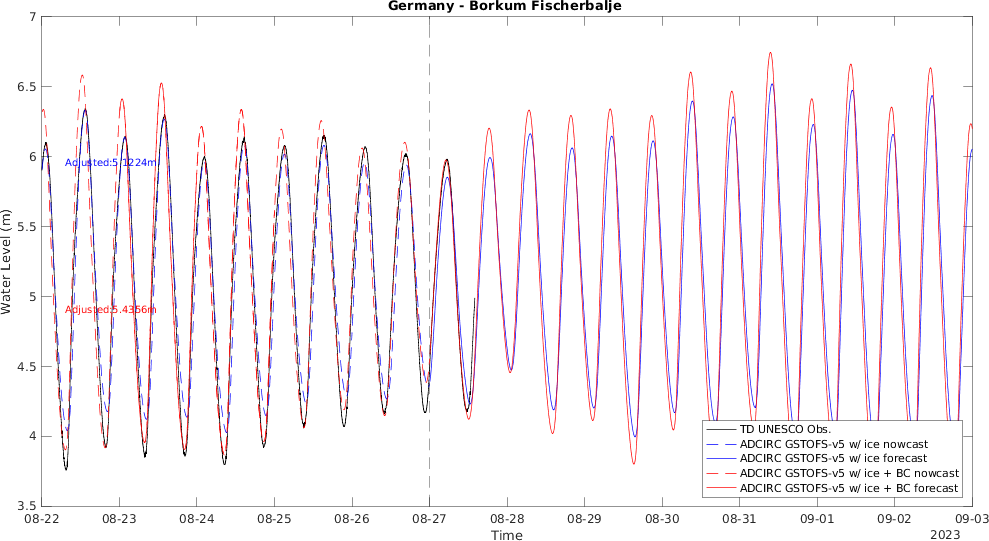 Germany - Borkum Fischerbalje
7
6.5
6
5.5
5
4.5
4
3.5
Water Level (m)
Adjusted:5.1224m
Adjusted:5.4356m
TD UNESCO Obs.
ADCIRC GSTOFS-v5 w/ ice nowcast
ADCIRC GSTOFS-v5 w/ ice forecast
ADCIRC GSTOFS-v5 w/ ice + BC nowcast
ADCIRC GSTOFS-v5 w/ ice + BC forecast
08-22 08-23 08-24 08-25 08-26 08-27 08-28 08-29 08-30 08-31 09-01 09-02 09-03
Time
2023